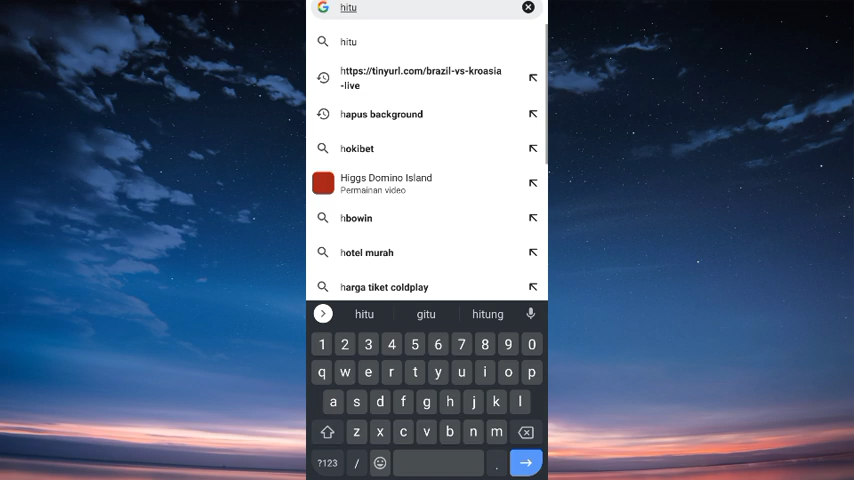 hitu
hitu
https://tinyurl.com/brazil-vs-kroasia
-live
hapus background
hokibet
Higgs Domino Island
Permainan video
hbowin
hotel murah
harga tiket coldplay
hitu gitu hitung
1 2 3 4 5 6 7 8 9 0
q w e r t y u i o p
a s d f g h j k l
z x c v b n m
?123 / .